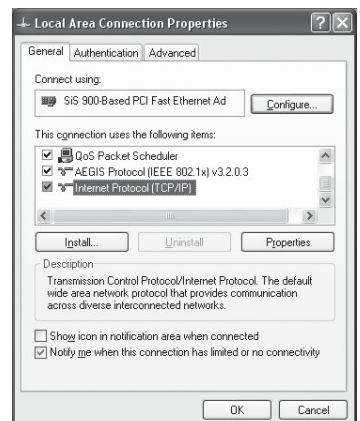 Local Area Connection Properties
General Authentication Advanced
Connect using:
SiS 900-Based PCI Fast Ethernet Ad Configure...
This connection uses the following items:
QoS Packet Scheduler
AEGIS Protocol (IEEE 802.1x) v3.2.0.3
Internet Protocol (TCP/IP)
Install... Uninstall Properties
Description
Transmission Control Protocol/Internet Protocol. The default
wide area network protocol that provides communication
across diverse interconnected networks.
Show icon in notification area when connected
Notify me when this connection has limited or no connectivity
OK Cancel